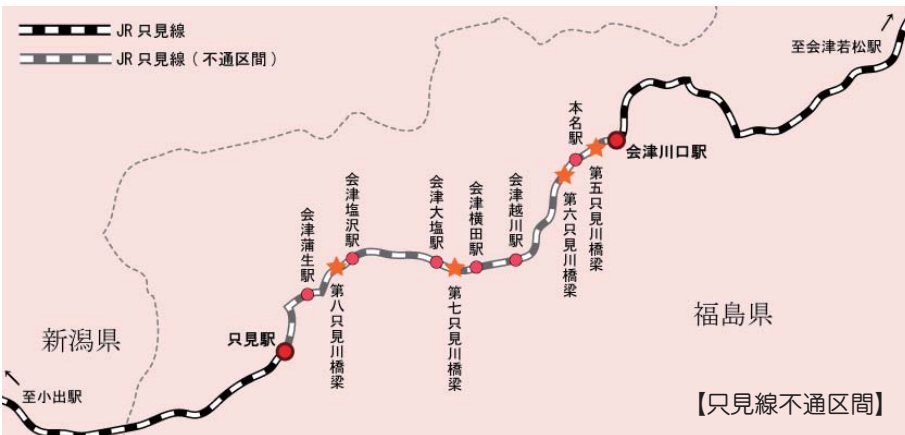 JR只見線
JR只見線(不通区間)
至会津若松駅
本名駅
会津川口駅
第五只見川橋梁
第六只見川橋梁
会津越川駅
会津横田駅
会津大塩駅
会津塩沢駅
会津蒲生駅
第七只見川橋梁
第八只見川橋梁
福島県
新潟県
只見駅
至小出駅
【只見線不通区間】